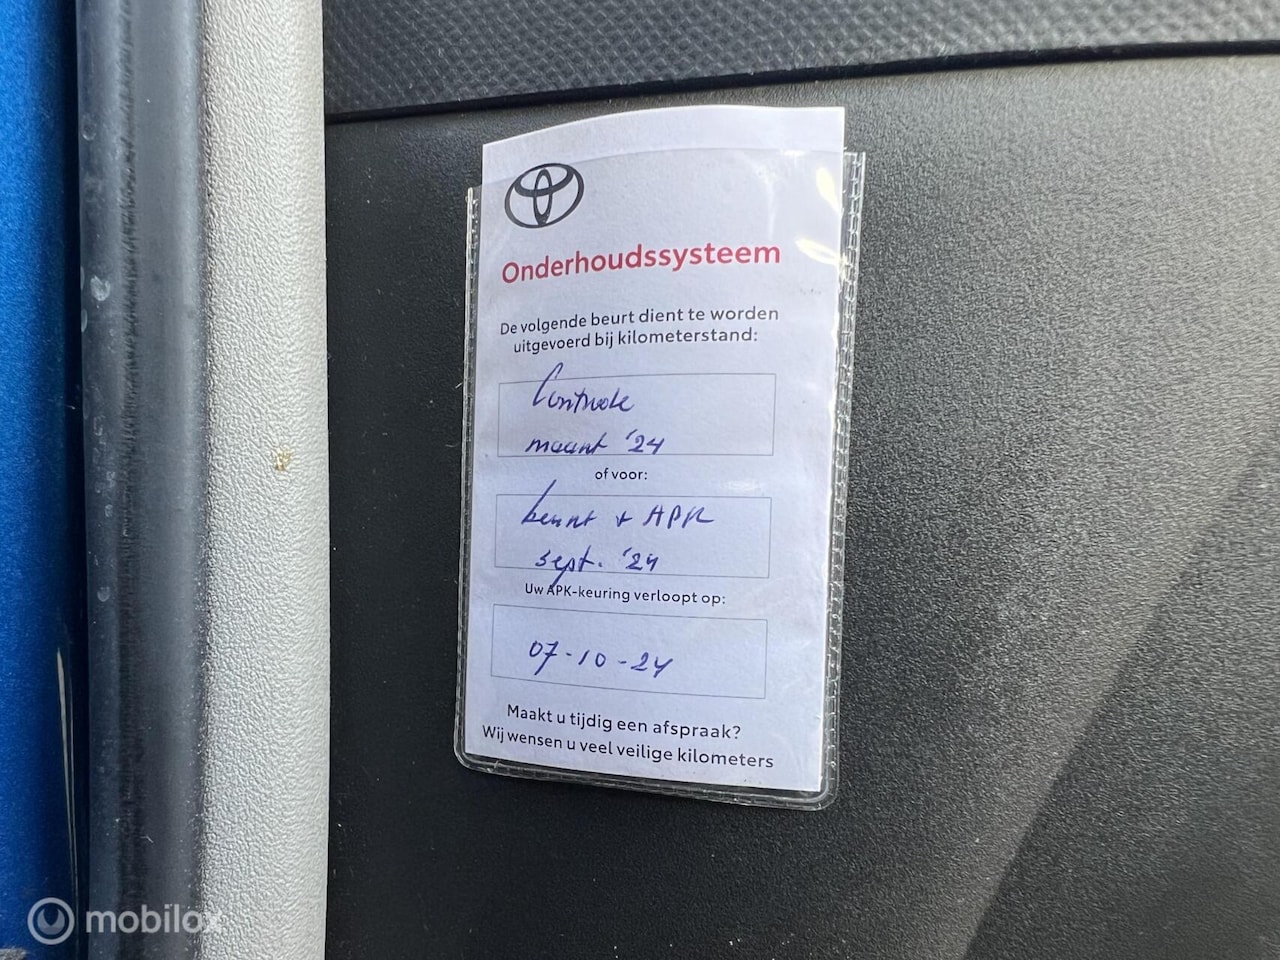 Onderhoudssysteem
De volgende beurt dient te worden
uitgevoerd bij kilometerstand:
Controle
maart '24
of voor:
beurt + APK
sept. '24
Uw APK-keuring verloopt op:
07-10-24
Maakt u tijdig een afspraak?
Wij wensen u veel veilige kilometers
mobilox